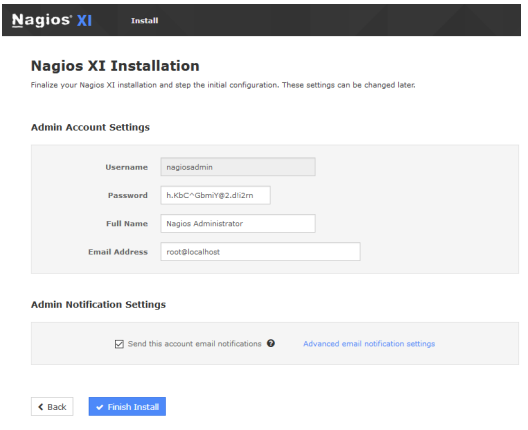 Nagios® XI Install
Nagios XI Installation
Finalize your Nagios XI installation and step the initial configuration. These settings can be changed later.
Admin Account Settings
Username nagiosadmin
Password h.KbC^GbmiY@2.d!i2rn
Full Name Nagios Administrator
Email Address root@localhost
Admin Notification Settings
Send this account email notifications ? Advanced email notification settings
< Back ✓ Finish Install